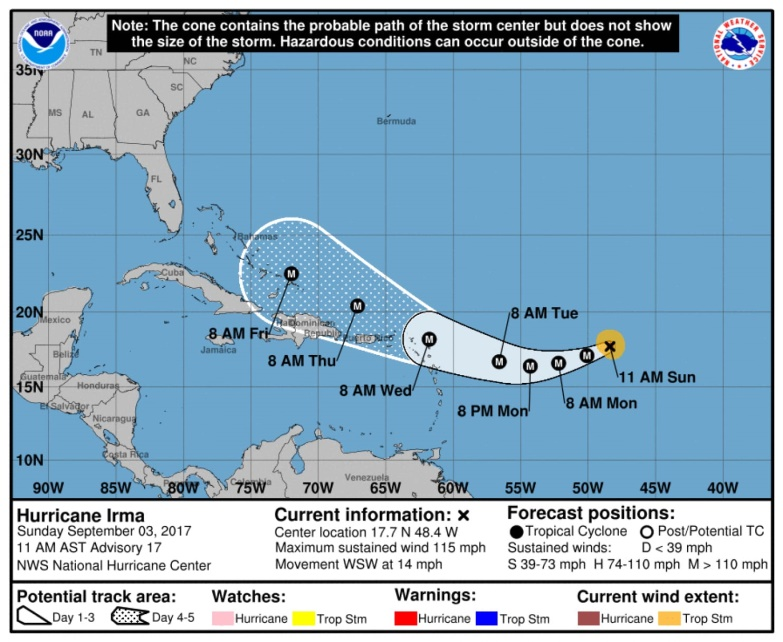 Note: The cone contains the probable path of the storm center but does not show
the size of the storm. Hazardous conditions can occur outside of the cone.
NOAA
NATIONAL WEATHER SERVICE
TN
NC
SC
MS
AL
GA
FL
35N
30N
25N
20N
15N
10N
Bermuda
Bahamas
Cuba
Mexico
Belize
Guatemala
Honduras
El Salvador
Nicaragua
Costa Rica
Jamaica
Dominican
Republic
Puerto Rico
Colombia
Venezuela
M
M
M
M
M
M
M
8 AM Fri
8 AM Thu
8 AM Wed
8 AM Tue
8 PM Mon
8 AM Mon
11 AM Sun
90W 85W 80W 75W 70W 65W 60W 55W 50W 45W 40W
Hurricane Irma
Sunday September 03, 2017
11 AM AST Advisory 17
NWS National Hurricane Center
Current information: ×
Center location 17.7 N 48.4 W
Maximum sustained wind 115 mph
Movement WSW at 14 mph
Forecast positions:
Tropical Cyclone Post/Potential TC
Sustained winds: D < 39 mph
S 39-73 mph H 74-110 mph M > 110 mph
Potential track area:
Day 1-3 Day 4-5
Watches:
Hurricane Trop Stm
Warnings:
Hurricane Trop Stm
Current wind extent:
Hurricane Trop Stm